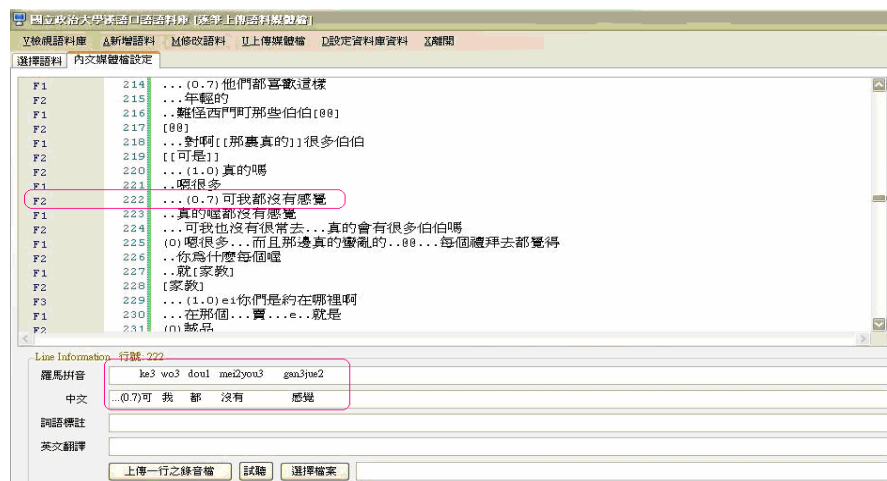 國立政治大學漢語口語語料庫 [逐筆上傳語料媒體檔]
V檢視語料庫 A新增語料 M修改語料 U上傳媒體檔 D設定資料庫資料 X離開
選擇語料 內文媒體檔設定
F1 214 ...(0.7)他們都喜歡這樣
F2 215 ...年輕的
F1 216 ..難怪西門町那些伯伯[@@]
F2 217 [@@]
F1 218 ...對啊[[那裏真的]]很多伯伯
F2 219 [[可是]]
F2 220 ...(1.0)真的嗎
F1 221 ..嗯很多
F2 222 ...(0.7)可我都沒有感覺
F1 223 ..真的喔都沒有感覺
F2 224 ...可我也沒有很常去...真的會有很多伯伯嗎
F1 225 (0)嗯很多...而且那邊真的蠻亂的..@@...每個禮拜去都覺得
F2 226 ..你為什麼每個喔
F1 227 ..就[家教]
F2 228 [家教]
F3 229 ...(1.0)ei你們是約在哪裡啊
F1 230 ...在那個...賣...e..就是
F2 231 (0)誠品
Line Information 行號: 222
羅馬拼音 ke3 wo3 dou1 mei2you3 gan3jue2
中文 ...(0.7)可 我 都 沒有 感覺
詞語標註
英文翻譯
上傳一行之錄音檔 試聽 選擇檔案